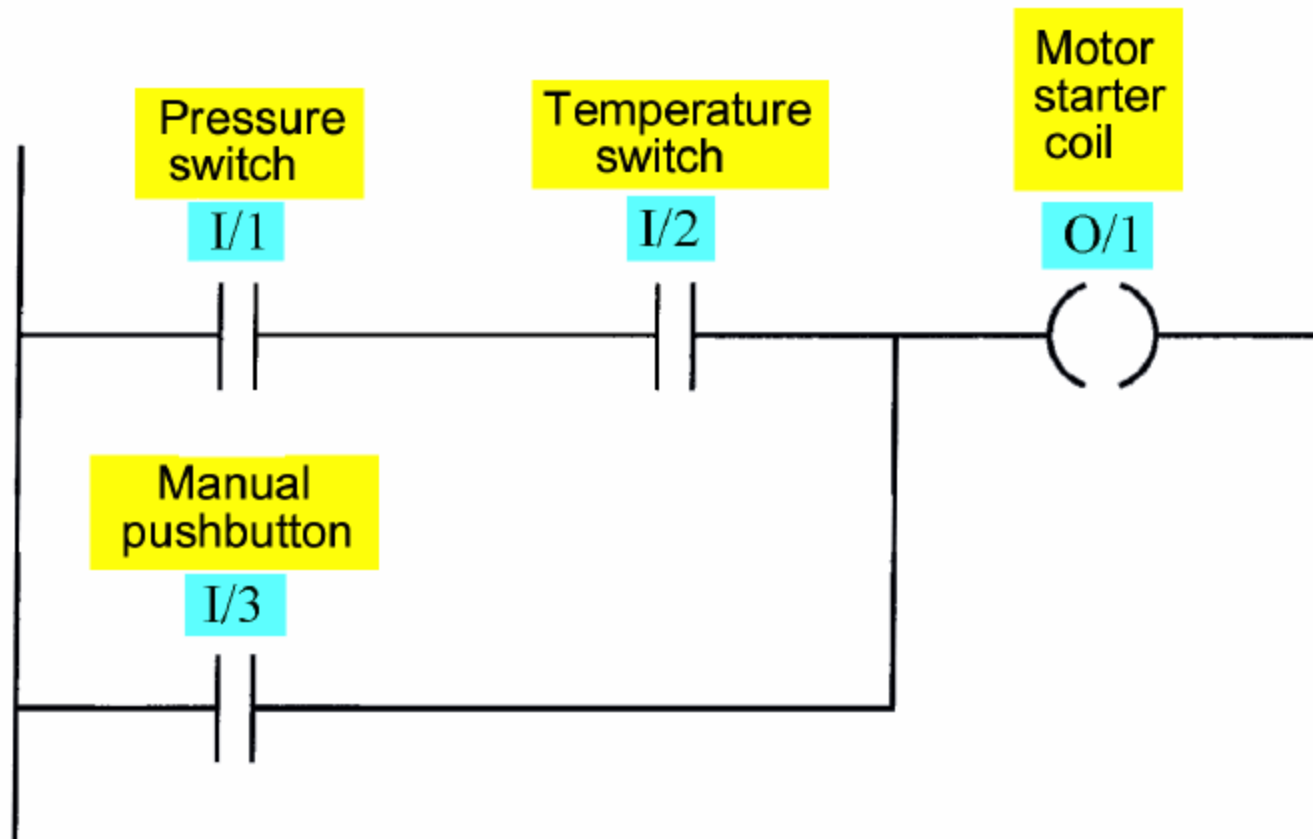 Motor
starter
coil
Pressure
switch
Temperature
switch
I/1
I/2
O/1
Manual
pushbutton
I/3